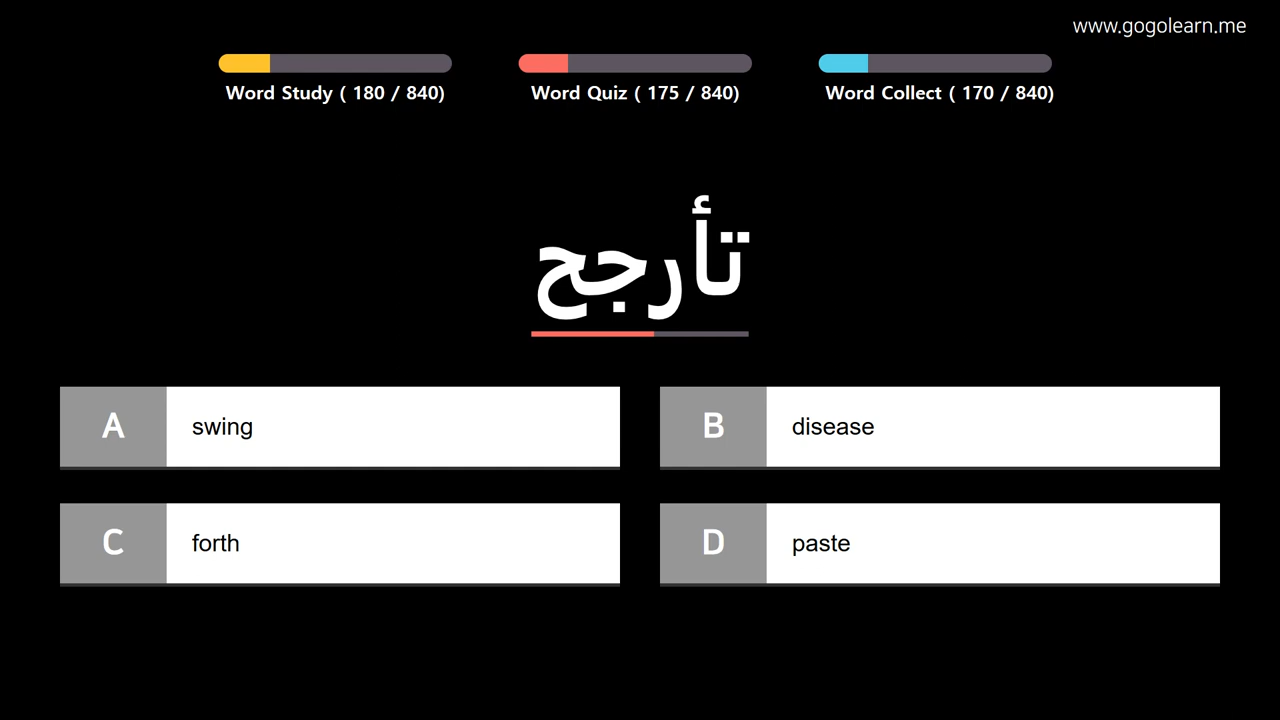 www.gogolearn.me
Word Study ( 180 / 840)
Word Quiz ( 175 / 840)
Word Collect ( 170 / 840)
تأرجح
A swing
B disease
C forth
D paste